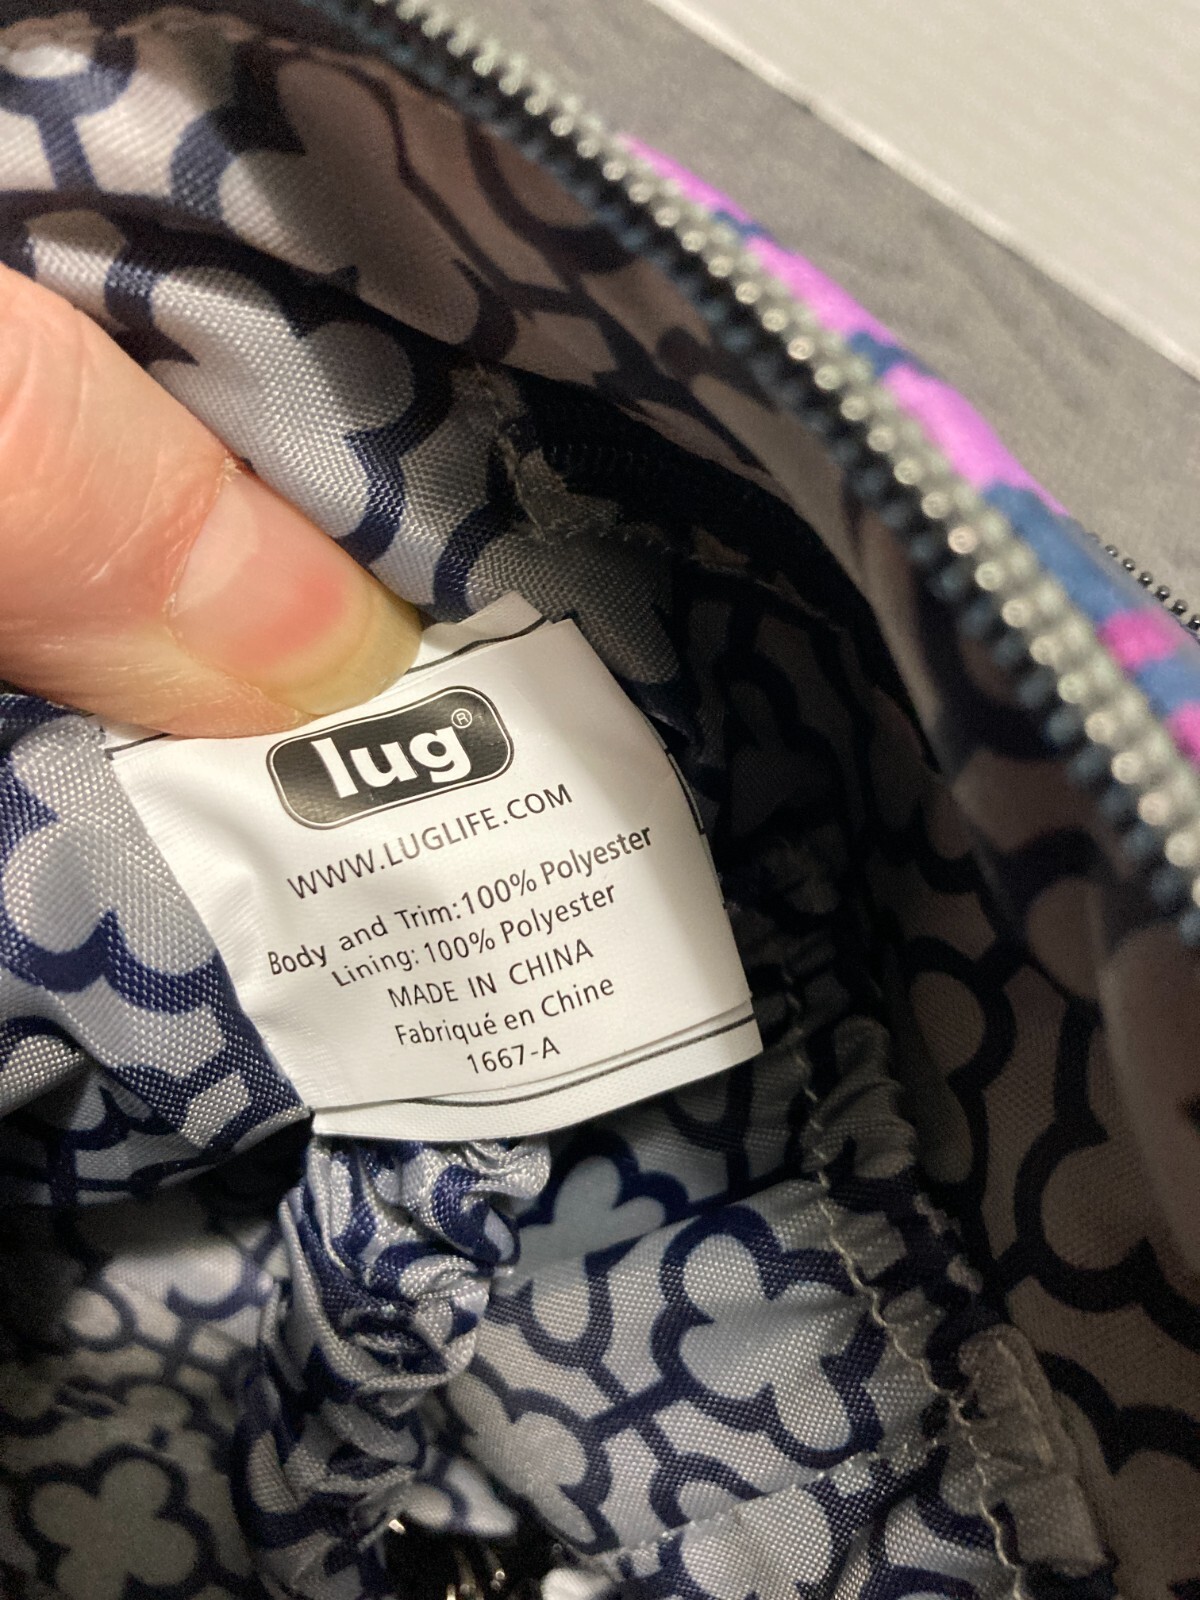 lug®
WWW.LUGLIFE.COM
Body and Trim:100% Polyester
Lining: 100% Polyester
MADE IN CHINA
Fabriqué en Chine
1667-A